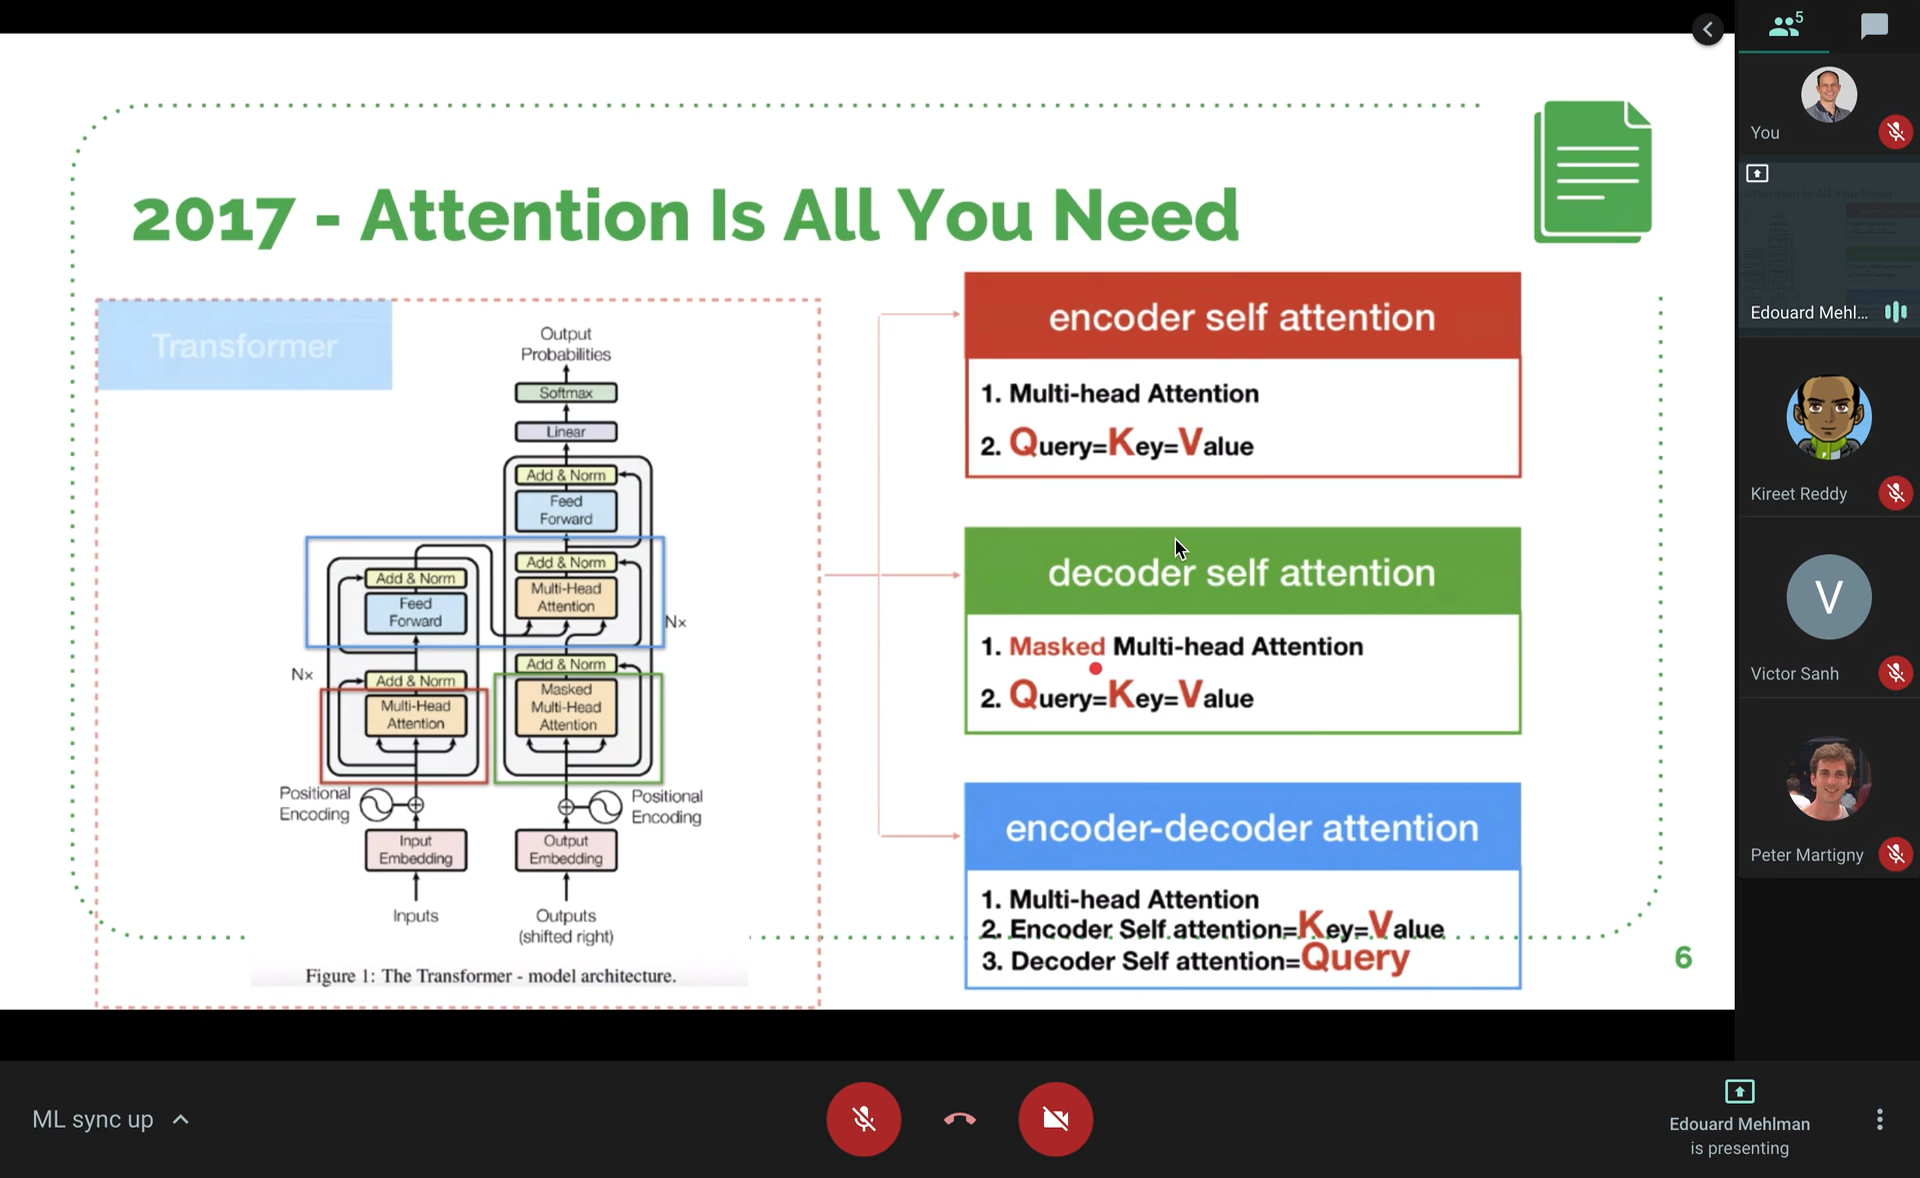 2017 - Attention Is All You Need
Transformer
Output
Probabilities
Softmax
Linear
Add & Norm
Feed
Forward
Add & Norm
Multi-Head
Attention
Add & Norm
Feed
Forward
Nx
Add & Norm
Nx
Add & Norm
Multi-Head
Attention
Masked
Multi-Head
Attention
Positional
Encoding
Positional
Encoding
Input
Embedding
Output
Embedding
Inputs
Outputs
(shifted right)
Figure 1: The Transformer - model architecture.
encoder self attention
1. Multi-head Attention
2. Query=Key=Value
decoder self attention
1. Masked Multi-head Attention
2. Query=Key=Value
encoder-decoder attention
1. Multi-head Attention
2. Encoder Self attention=Key=Value
3. Decoder Self attention=Query
6
5
You
Edouard Mehl...
Kireet Reddy
V
Victor Sanh
Peter Martigny
ML sync up
Edouard Mehlman
is presenting